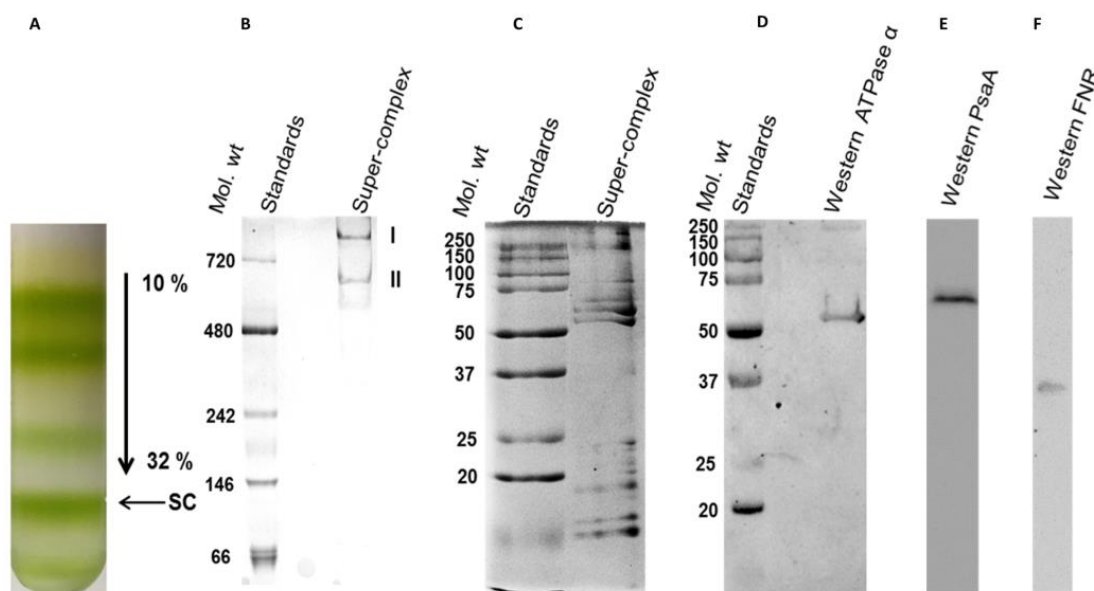 A
10 %
32 %
SC
B
Mol. wt
Standards
Super-complex
720
480
242
146
66
I
II
C
Mol. wt
Standards
Super-complex
250
150
100
75
50
37
25
20
D
Mol. wt
Standards
Western ATPase α
250
150
100
75
50
37
25
20
E
Western PsaA
F
Western FNR